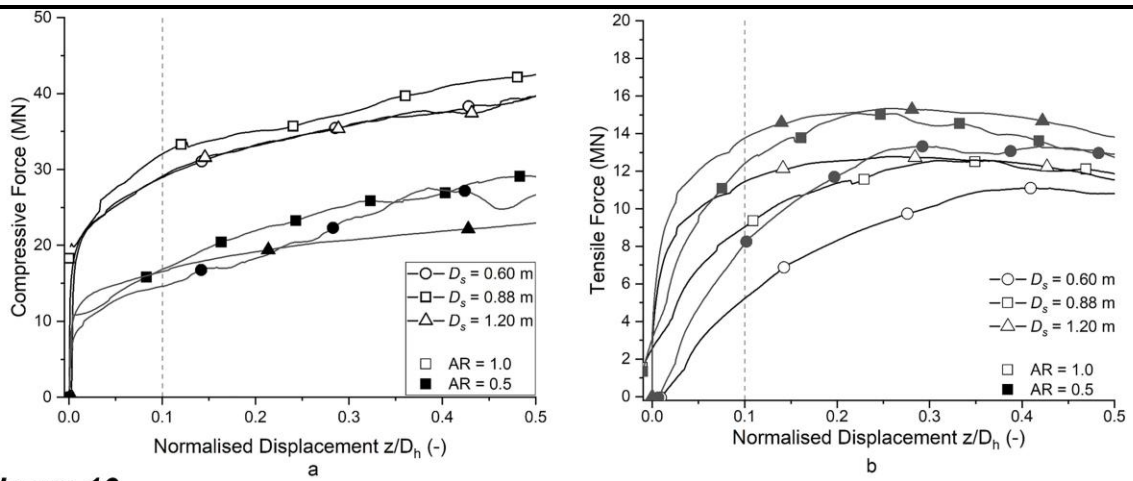 50
40
30
20
10
0
Compressive Force (MN)
0.0 0.1 0.2 0.3 0.4 0.5
Normalised Displacement z/Dh (-)
a
Ds = 0.60 m
Ds = 0.88 m
Ds = 1.20 m
AR = 1.0
AR = 0.5
20
18
16
14
12
10
8
6
4
2
0
Tensile Force (MN)
0.0 0.1 0.2 0.3 0.4 0.5
Normalised Displacement z/Dh (-)
b
Ds = 0.60 m
Ds = 0.88 m
Ds = 1.20 m
AR = 1.0
AR = 0.5